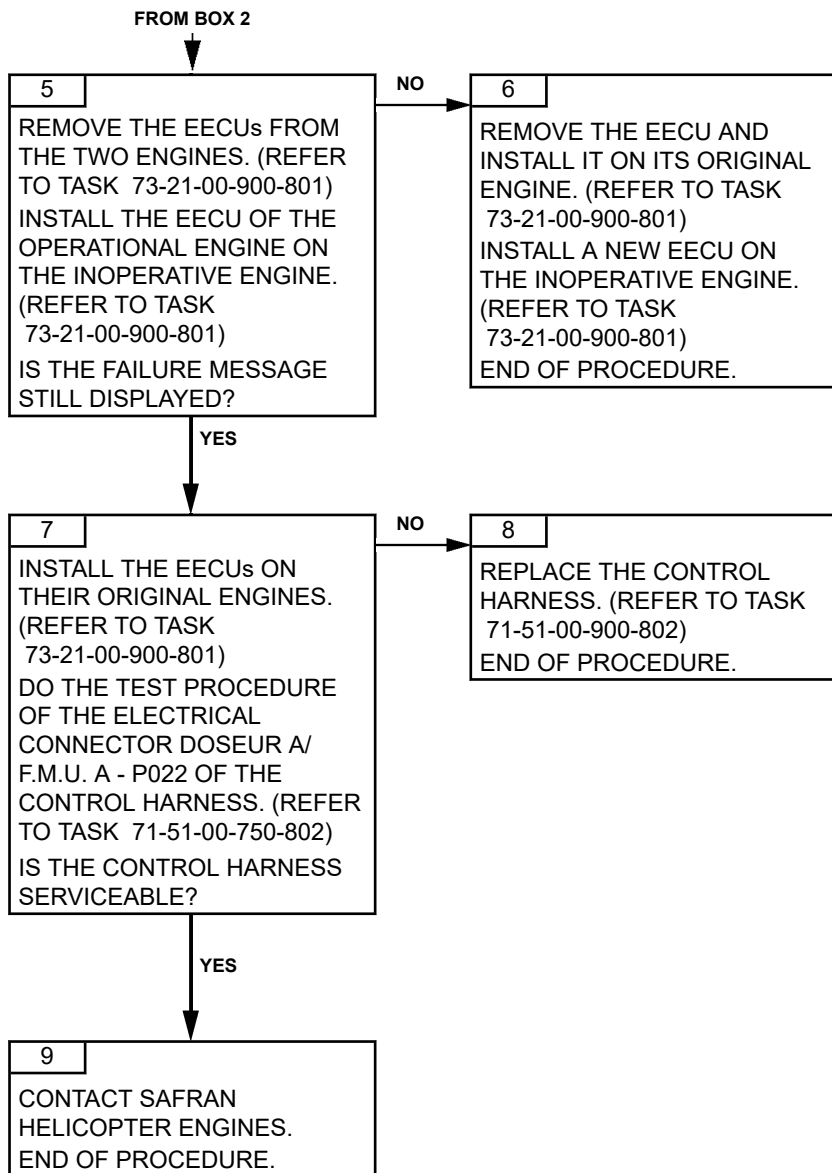 FROM BOX 2
5
REMOVE THE EECUs FROM
THE TWO ENGINES. (REFER
TO TASK 73-21-00-900-801)
INSTALL THE EECU OF THE
OPERATIONAL ENGINE ON
THE INOPERATIVE ENGINE.
(REFER TO TASK
73-21-00-900-801)
IS THE FAILURE MESSAGE
STILL DISPLAYED?
NO
6
REMOVE THE EECU AND
INSTALL IT ON ITS ORIGINAL
ENGINE. (REFER TO TASK
73-21-00-900-801)
INSTALL A NEW EECU ON
THE INOPERATIVE ENGINE.
(REFER TO TASK
73-21-00-900-801)
END OF PROCEDURE.
YES
7
INSTALL THE EECUs ON
THEIR ORIGINAL ENGINES.
(REFER TO TASK
73-21-00-900-801)
DO THE TEST PROCEDURE
OF THE ELECTRICAL
CONNECTOR DOSEUR A/
F.M.U. A - P022 OF THE
CONTROL HARNESS. (REFER
TO TASK 71-51-00-750-802)
IS THE CONTROL HARNESS
SERVICEABLE?
NO
8
REPLACE THE CONTROL
HARNESS. (REFER TO TASK
71-51-00-900-802)
END OF PROCEDURE.
YES
9
CONTACT SAFRAN
HELICOPTER ENGINES.
END OF PROCEDURE.